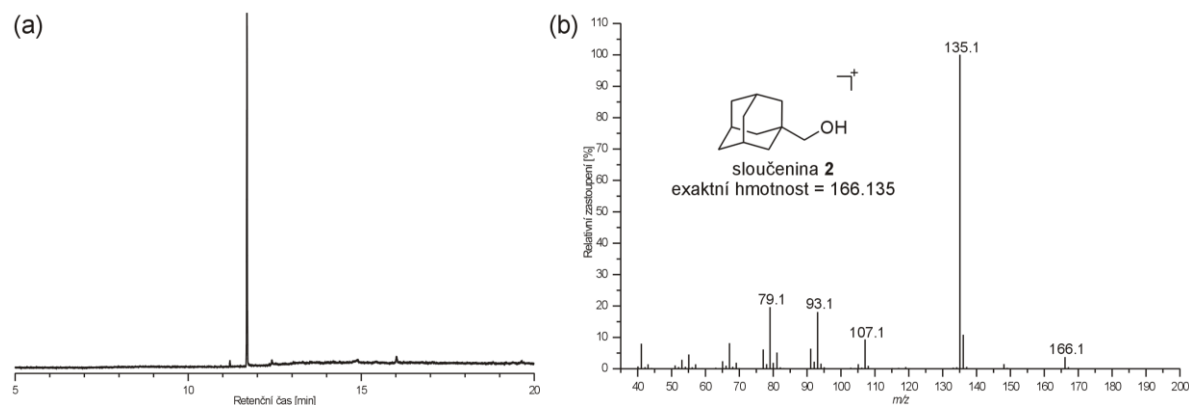 (a)
5
10
15
20
Retenční čas [min]
(b)
110
100
90
80
70
60
50
40
30
20
10
0
Relativní zastoupení [%]
135.1
79.1
93.1
107.1
166.1
+
OH
sloučenina 2
exaktní hmotnost = 166.135
40 50 60 70 80 90 100 110 120 130 140 150 160 170 180 190 200
m/z